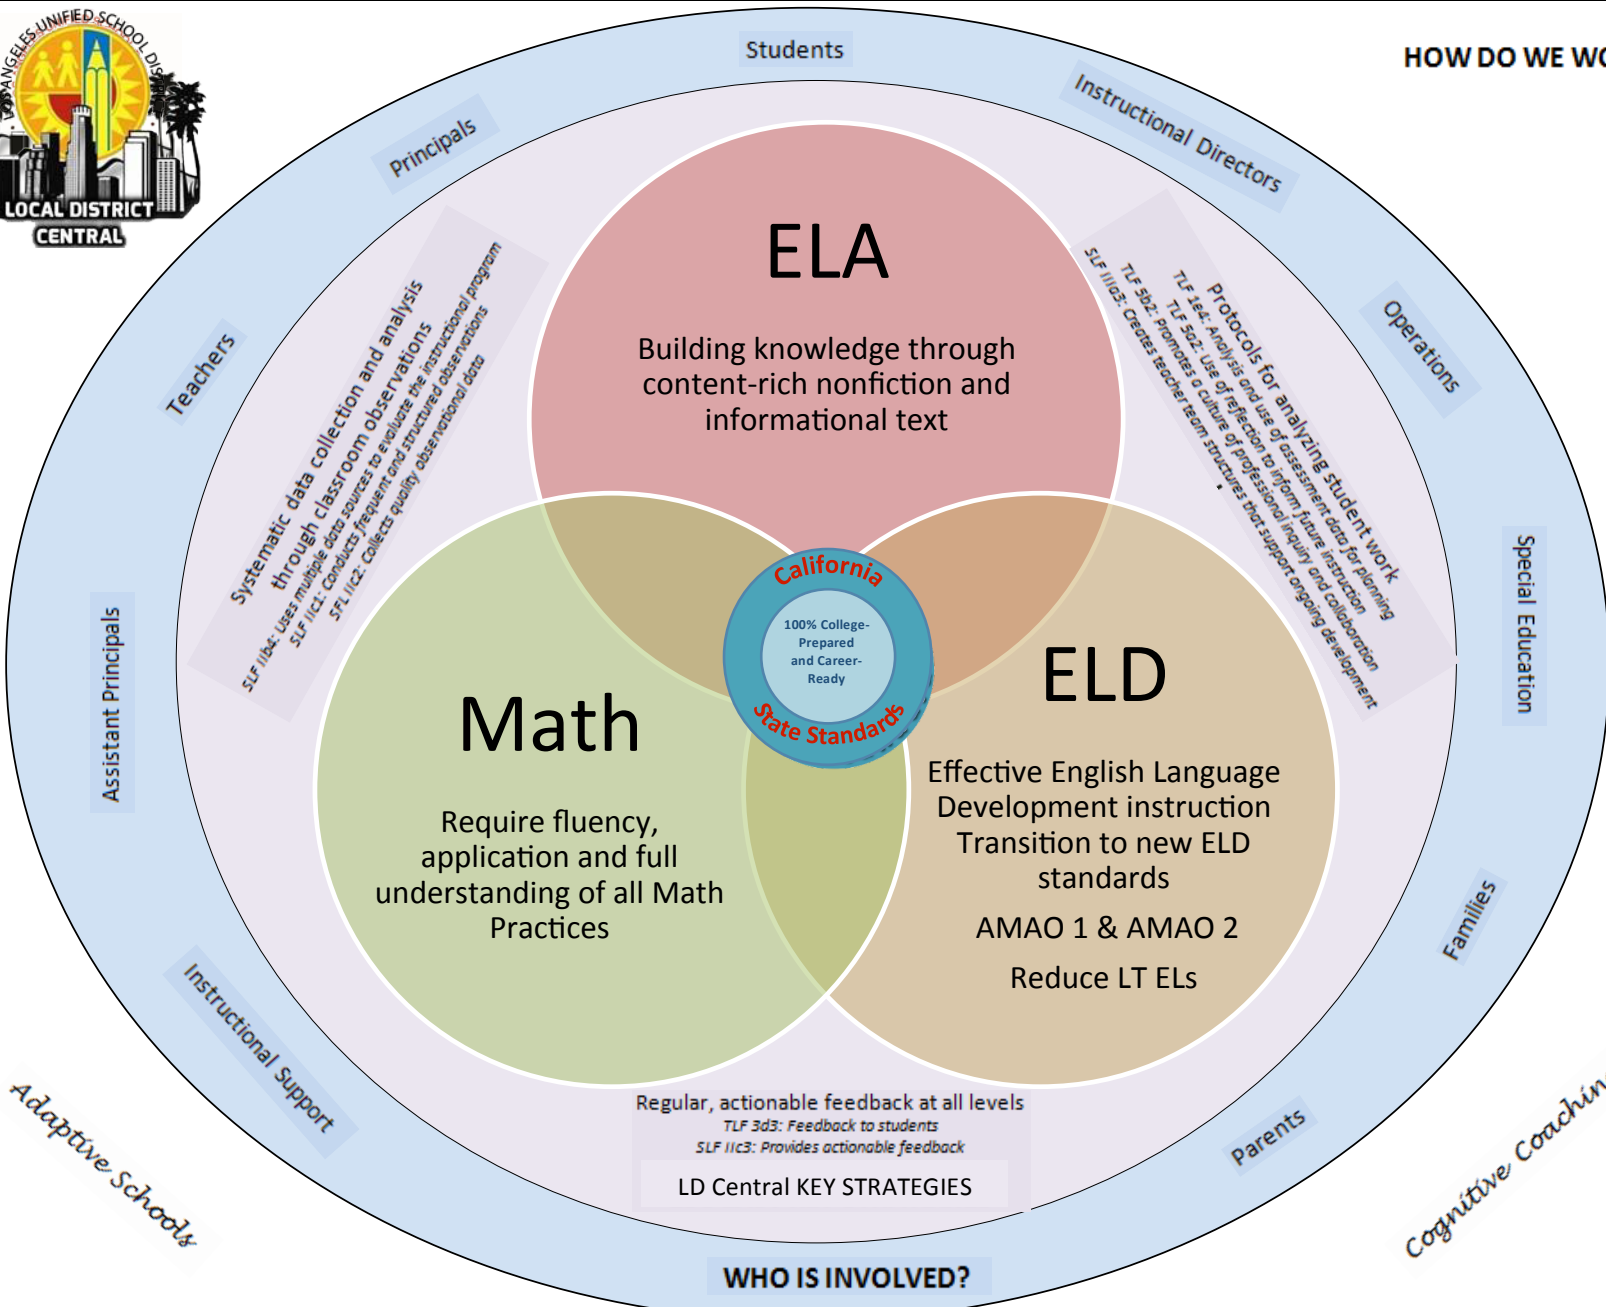 LOS ANGELES UNIFIED SCHOOL DISTRICT
LOCAL DISTRICT
CENTRAL
HOW DO WE
Students
Principals
Instructional Directors
Teachers
Operations
Assistant Principals
Special Education
Instructional Support
Families
Parents
WHO IS INVOLVED?
Systematic data collection and analysis
through classroom observations
SLF IIb4: Uses multiple data sources to evaluate the instructional program
SLF IIc1: Conducts frequent and structured observations
SFL IIc2: Collects quality observational data
Protocols for analyzing student work
TLF 1e4: Analysis and use of assessment data for planning
TLF 5a2: Use of reflection to inform future instruction
TLF 5b2: Promotes a culture of professional inquiry and collaboration
SLF IIIa3: Creates teacher team structures that support ongoing development
ELA
Building knowledge through
content-rich nonfiction and
informational text
California
100% College-
Prepared
and Career-
Ready
State Standards
Math
Require fluency,
application and full
understanding of all Math
Practices
ELD
Effective English Language
Development instruction
Transition to new ELD
standards
AMAO 1 & AMAO 2
Reduce LT ELs
Regular, actionable feedback at all levels
TLF 3d3: Feedback to students
SLF IIc3: Provides actionable feedback
LD Central KEY STRATEGIES
Adaptive Schools
Cognitive Coaching